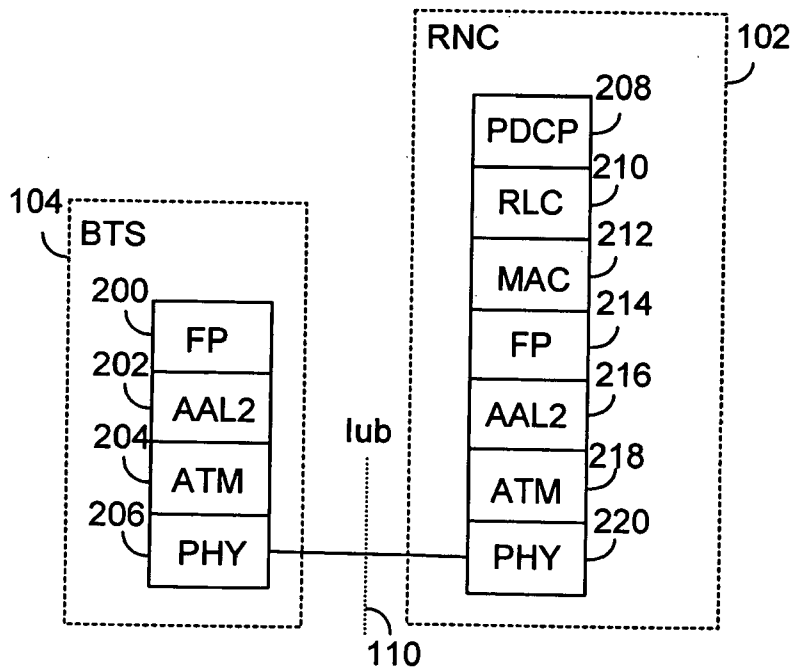 RNC
102
208
PDCP
210
RLC
104
BTS
212
MAC
200
214
FP
FP
202
216
AAL2
AAL2
Iub
204
218
ATM
ATM
206
220
PHY
PHY
110